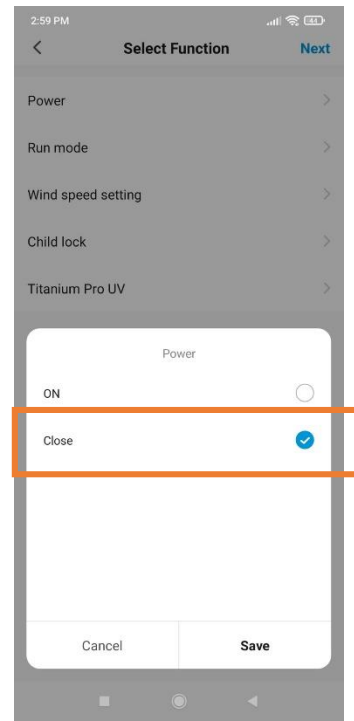 2:59 PM 44
Select Function Next
Power
Run mode
Wind speed setting
Child lock
Titanium Pro UV
Power
ON
Close
Cancel Save